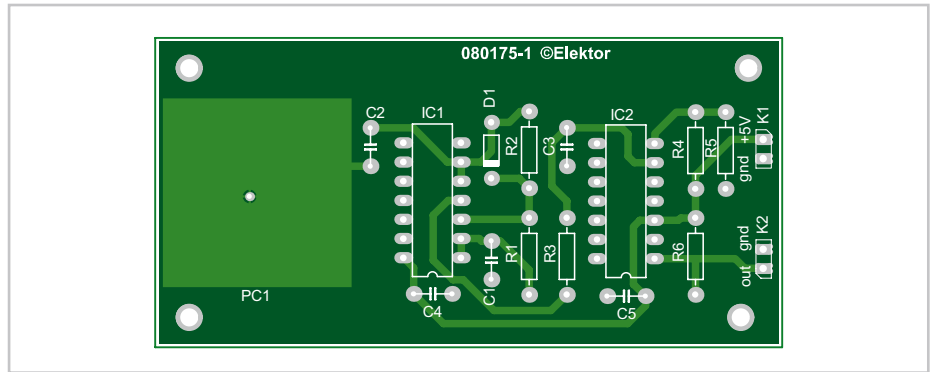 080175-1 ©Elektor
C2
IC1
D1
R2
C3
IC2
R4
R5
+5V
K1
gnd
PC1
C4
C1
R1
R3
C5
R6
gnd
K2
out